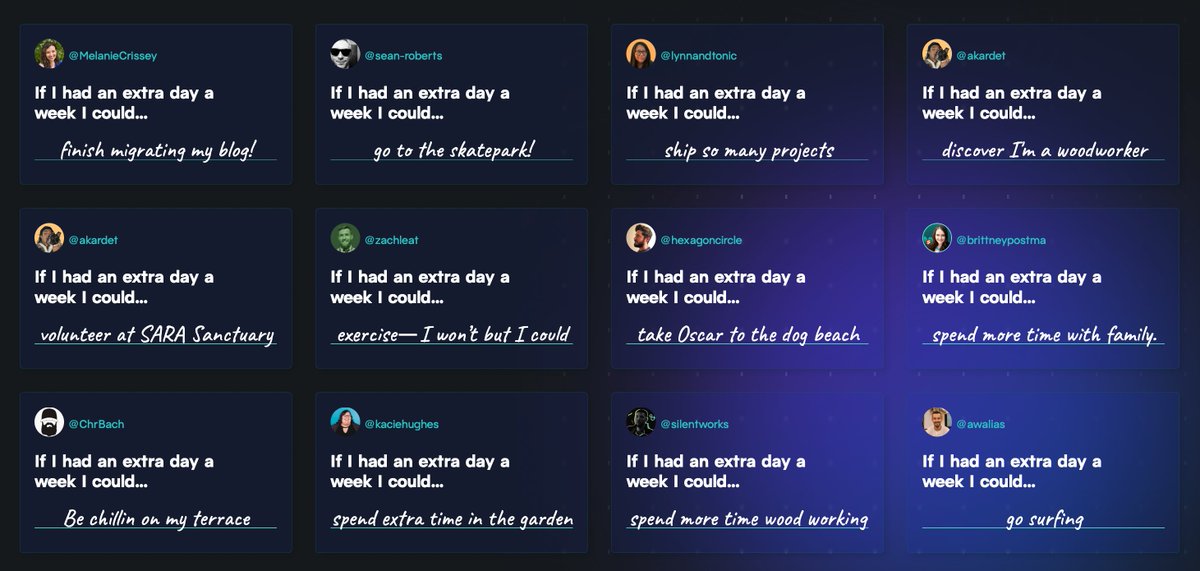 @MelanieCrissey
If I had an extra day a
week I could...
finish migrating my blog!
@sean-roberts
If I had an extra day a
week I could...
go to the skatepark!
@lynnandtonic
If I had an extra day a
week I could...
ship so many projects
@akardet
If I had an extra day a
week I could...
discover I'm a woodworker
@akardet
If I had an extra day a
week I could...
volunteer at SARA Sanctuary
@zachleat
If I had an extra day a
week I could...
exercise— I won't but I could
@hexagoncircle
If I had an extra day a
week I could...
take Oscar to the dog beach
@brittneypostma
If I had an extra day a
week I could...
spend more time with family.
@ChrBach
If I had an extra day a
week I could...
Be chillin on my terrace
@kaciehughes
If I had an extra day a
week I could...
spend extra time in the garden
@silentworks
If I had an extra day a
week I could...
spend more time wood working
@awalias
If I had an extra day a
week I could...
go surfing